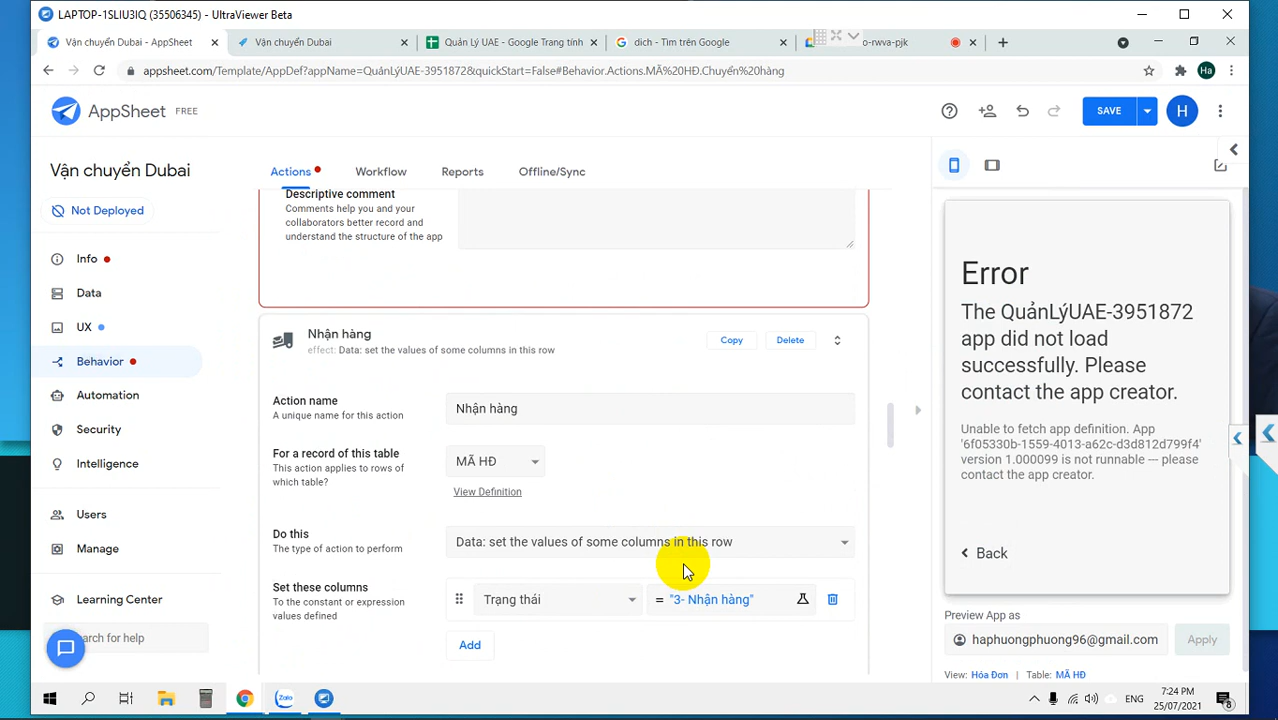 LAPTOP-1SLIU3IQ (35506345) - UltraViewer Beta
Vận chuyển Dubai - AppSheet
Vận chuyển Dubai
Quản Lý UAE - Google Trang tính
dich - Tìm trên Google
o-rwva-pjk
appsheet.com/Template/AppDef?appName=QuảnLýUAE-3951872&quickStart=False#Behavior.Actions.MÃ%20HĐ.Chuyển%20hàng
Ha
AppSheet FREE
SAVE
H
Vận chuyển Dubai
Not Deployed
Actions
Workflow
Reports
Offline/Sync
Info
Data
UX
Behavior
Automation
Security
Intelligence
Users
Manage
Learning Center
ch for help
Descriptive comment
Comments help you and your
collaborators better record and
understand the structure of the app
Nhận hàng
effect: Data: set the values of some columns in this row
Copy
Delete
Action name
A unique name for this action
Nhận hàng
For a record of this table
This action applies to rows of
which table?
MÃ HĐ
View Definition
Do this
The type of action to perform
Data: set the values of some columns in this row
Set these columns
To the constant or expression
values defined
Trạng thái
= "3- Nhận hàng"
Add
Error
The QuảnLýUAE-3951872
app did not load
successfully. Please
contact the app creator.
Unable to fetch app definition. App
'6f05330b-1559-4013-a62c-d3d812d799f4'
version 1.000099 is not runnable --- please
contact the app creator.
Back
Preview App as
haphuongphuong96@gmail.com
Apply
View: Hóa Đơn | Table: MÃ HĐ
Zalo
ENG
7:24 PM
25/07/2021
8